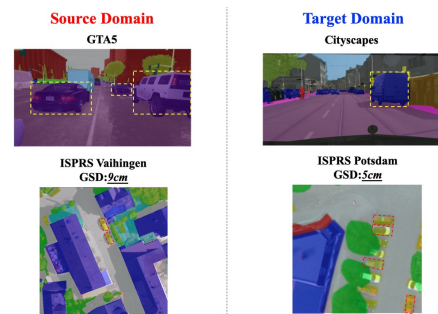 Source Domain
Target Domain
GTA5
Cityscapes
ISPRS Vaihingen
GSD:9cm
ISPRS Potsdam
GSD:5cm